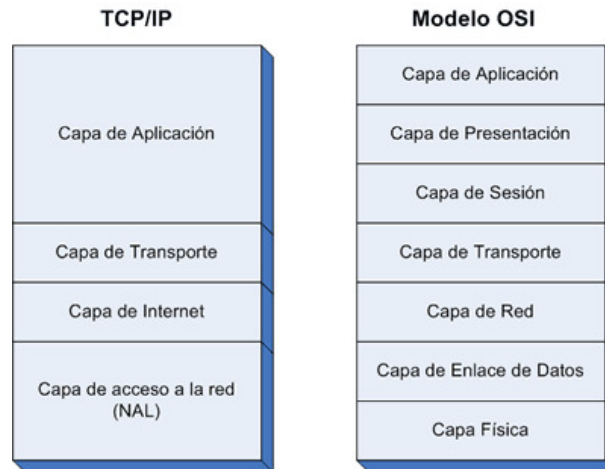 TCP/IP
Capa de Aplicación
Capa de Transporte
Capa de Internet
Capa de acceso a la red
(NAL)
Modelo OSI
Capa de Aplicación
Capa de Presentación
Capa de Sesión
Capa de Transporte
Capa de Red
Capa de Enlace de Datos
Capa Física